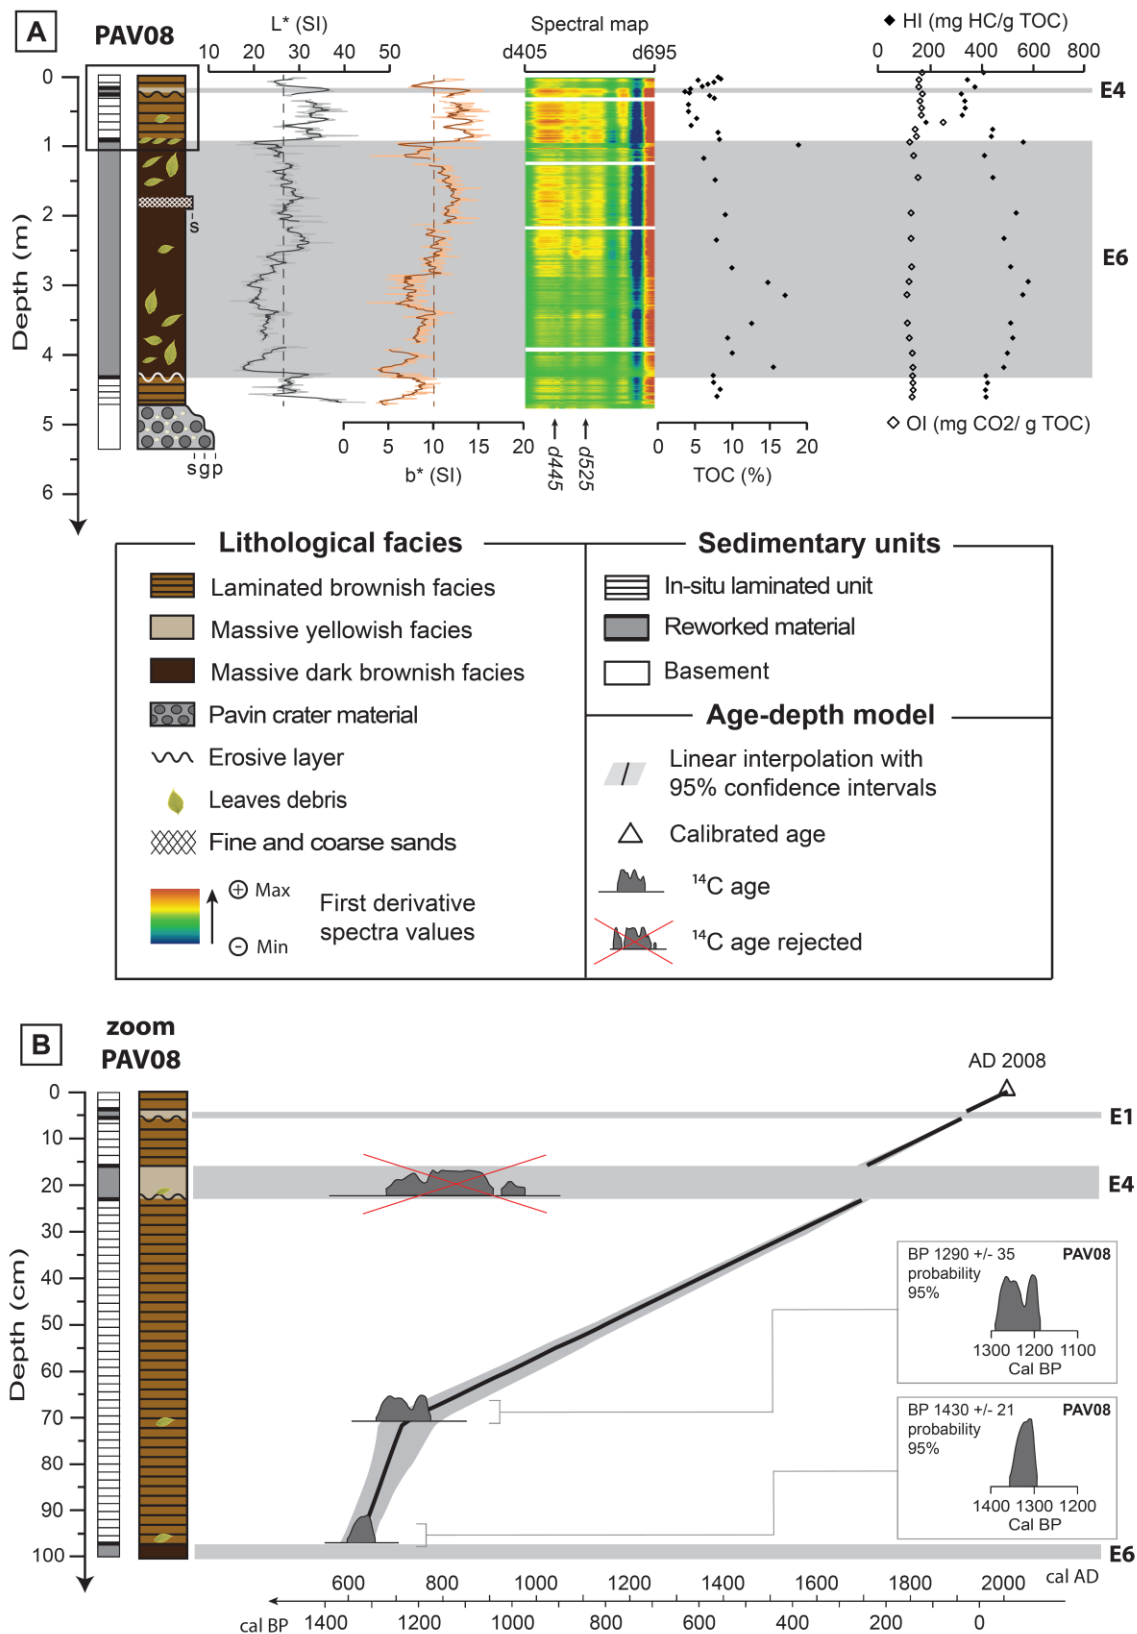 A
PAV08
L* (SI)
10 20 30 40 50
Spectral map
d405 d695
HI (mg HC/g TOC)
0 200 400 600 800
Depth (m)
0
1
2
3
4
5
6
s
s g p
E4
E6
0 5 10 15 20
b* (SI)
d445
d525
0 5 10 15 20
TOC (%)
OI (mg CO2/ g TOC)
Lithological facies
Laminated brownish facies
Massive yellowish facies
Massive dark brownish facies
Pavin crater material
Erosive layer
Leaves debris
Fine and coarse sands
+ Max
- Min
First derivative
spectra values
Sedimentary units
In-situ laminated unit
Reworked material
Basement
Age-depth model
Linear interpolation with
95% confidence intervals
Calibrated age
¹⁴C age
¹⁴C age rejected
B
zoom
PAV08
Depth (cm)
0
10
20
30
40
50
60
70
80
90
100
AD 2008
E1
E4
E6
BP 1290 +/- 35 PAV08
probability
95%
1300 1200 1100
Cal BP
BP 1430 +/- 21 PAV08
probability
95%
1400 1300 1200
Cal BP
600 800 1000 1200 1400 1600 1800 2000 cal AD
cal BP 1400 1200 1000 800 600 400 200 0